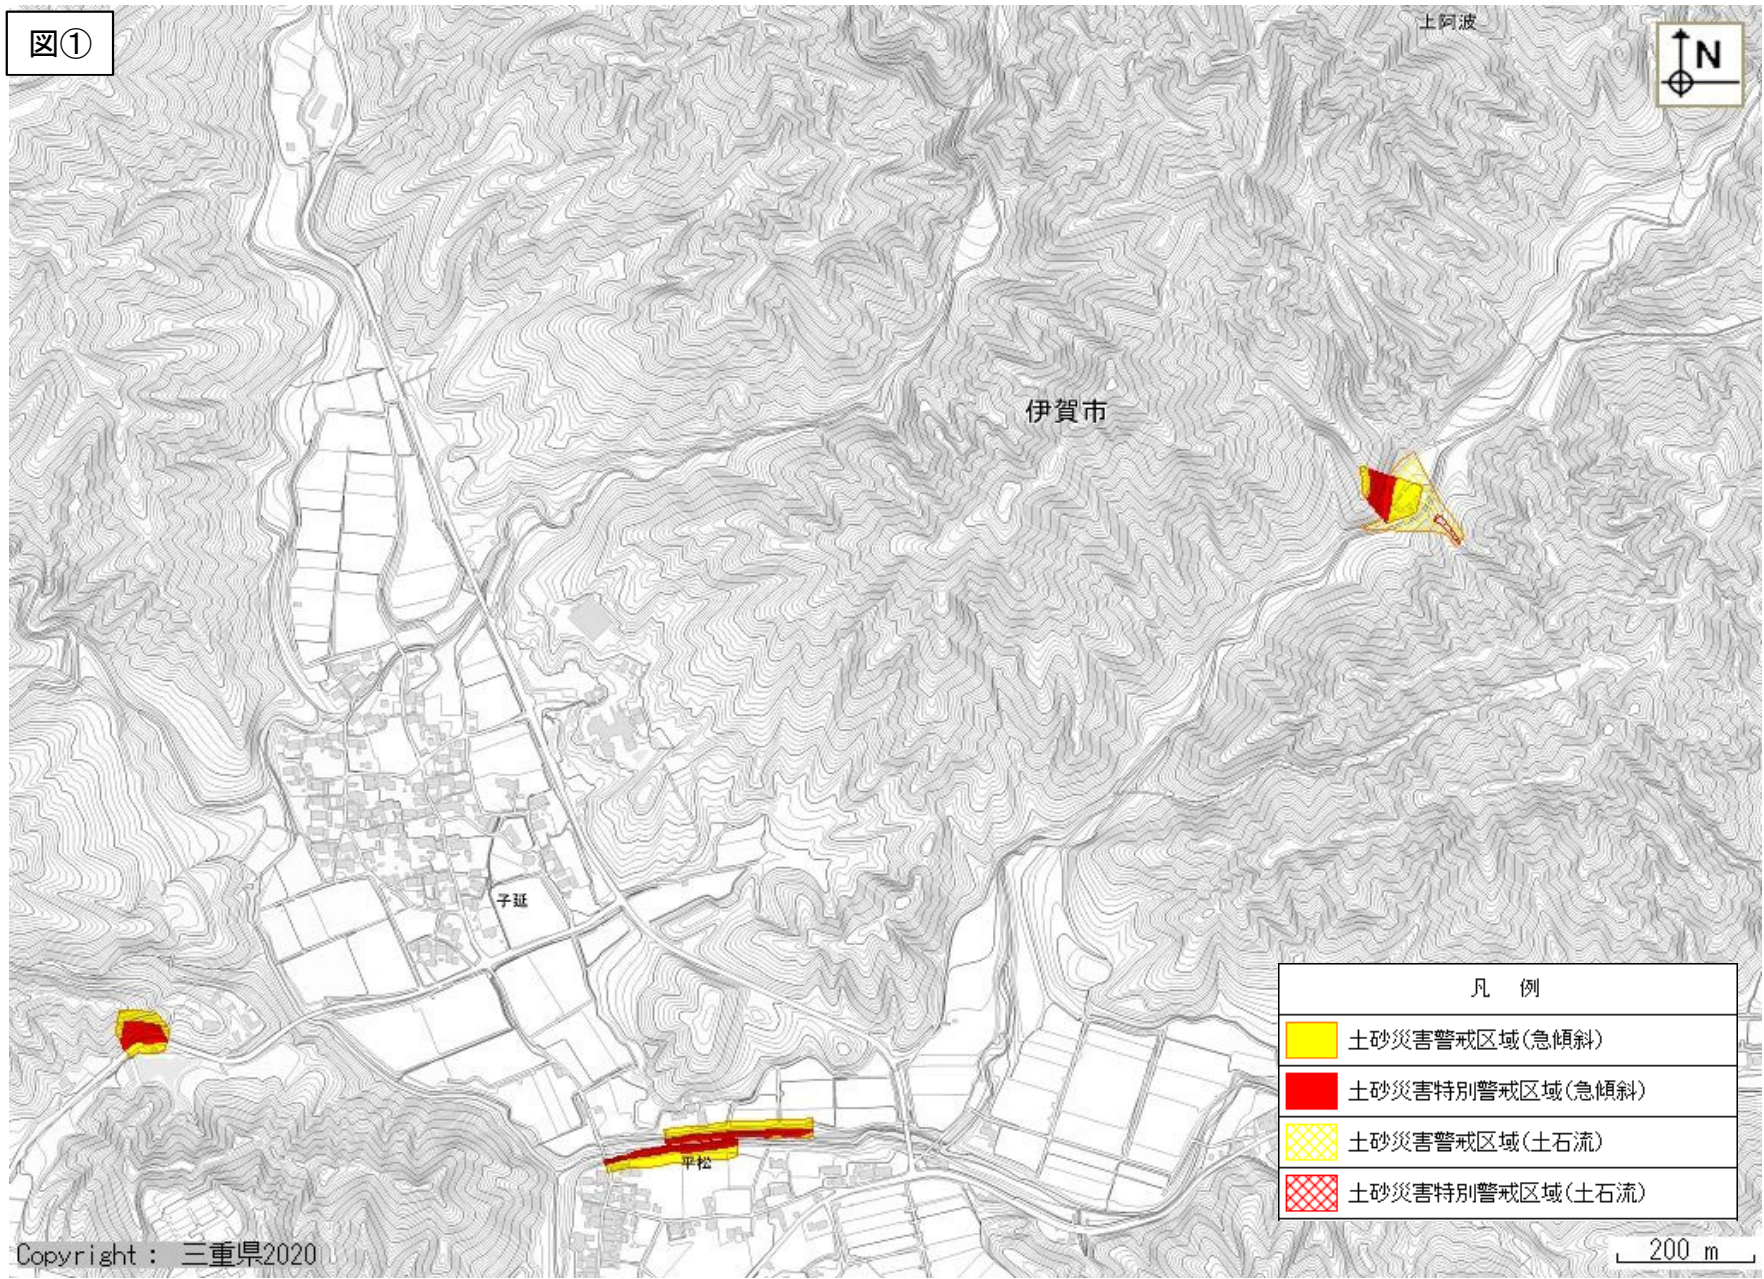 図①
上阿波
N
伊賀市
子延
平松
凡 例
土砂災害警戒区域(急傾斜)
土砂災害特別警戒区域(急傾斜)
土砂災害警戒区域(土石流)
土砂災害特別警戒区域(土石流)
Copyright : 三重県2020
200 m